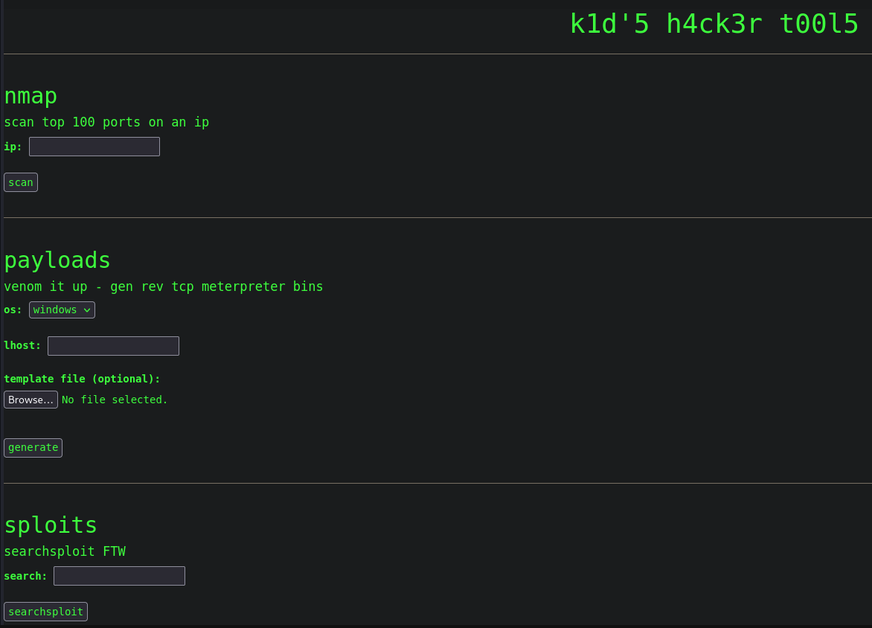 k1d'5 h4ck3r t00l5
nmap
scan top 100 ports on an ip
ip:
scan
payloads
venom it up - gen rev tcp meterpreter bins
os: windows
lhost:
template file (optional):
Browse... No file selected.
generate
sploits
searchsploit FTW
search:
searchsploit